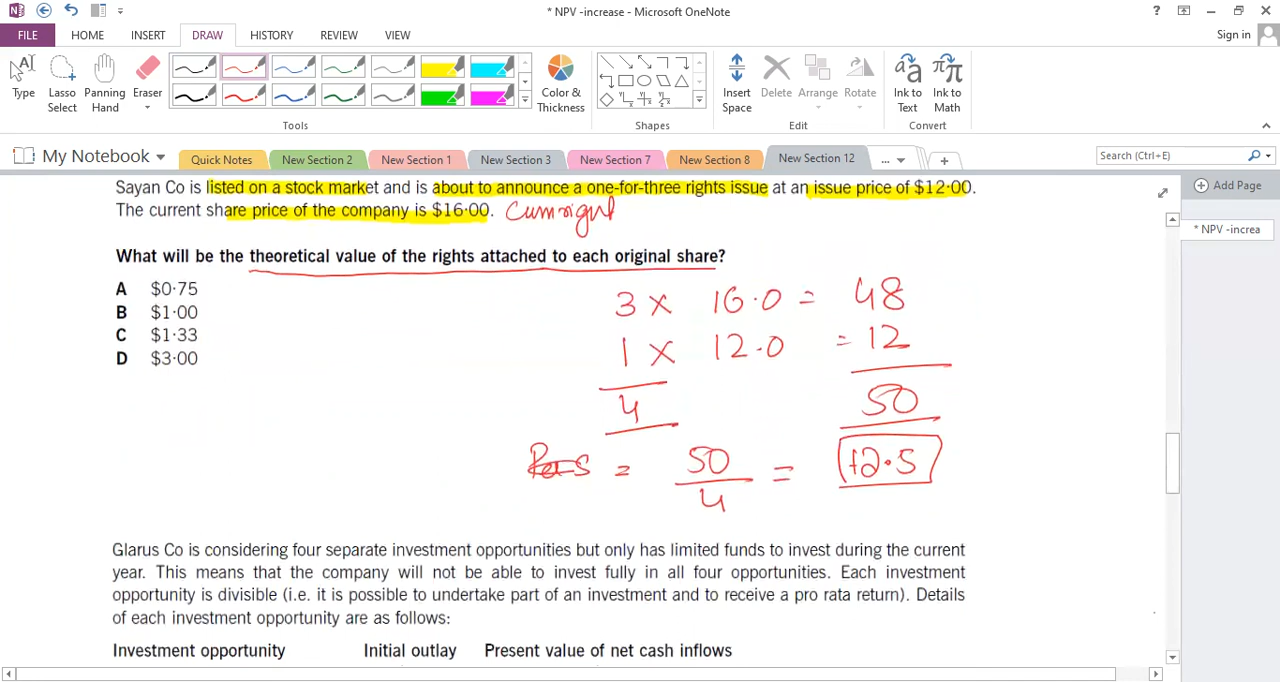 * NPV -increase - Microsoft OneNote
FILE HOME INSERT DRAW HISTORY REVIEW VIEW
Sign in
Type
Lasso Select
Panning Hand
Eraser
Color & Thickness
Insert Space
Delete
Arrange
Rotate
Ink to Text
Ink to Math
Tools
Shapes
Edit
Convert
My Notebook
Quick Notes
New Section 2
New Section 1
New Section 3
New Section 7
New Section 8
New Section 12
...
Search (Ctrl+E)
Add Page
* NPV -increa
Sayan Co is listed on a stock market and is about to announce a one-for-three rights issue at an issue price of $12·00.
The current share price of the company is $16·00. Cum right
What will be the theoretical value of the rights attached to each original share?
A $0·75
B $1·00
C $1·33
D $3·00
3 x 16.0 = 48
1 x 12.0 = 12
4 50
= 50/4 = 12.5
Glarus Co is considering four separate investment opportunities but only has limited funds to invest during the current
year. This means that the company will not be able to invest fully in all four opportunities. Each investment
opportunity is divisible (i.e. it is possible to undertake part of an investment and to receive a pro rata return). Details
of each investment opportunity are as follows:
Investment opportunity Initial outlay Present value of net cash inflows